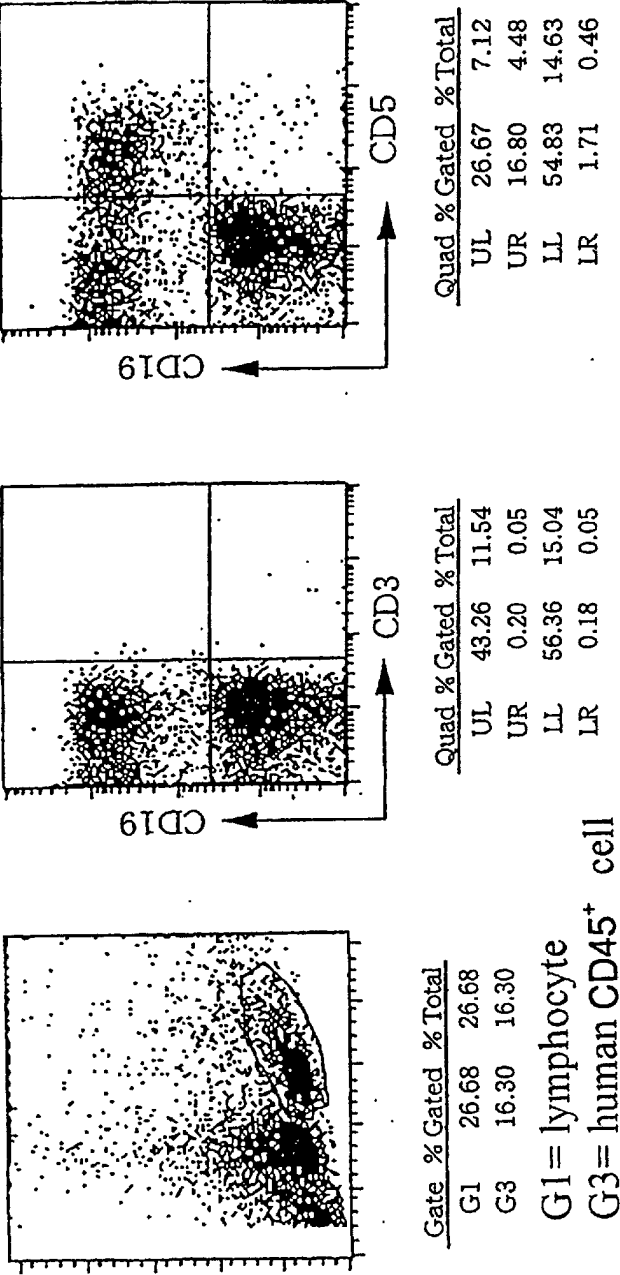 Gate % Gated % Total
G1 26.68 26.68
G3 16.30 16.30
G1= lymphocyte
G3= human CD45⁺ cell
CD19
CD3
Quad % Gated % Total
UL 43.26 11.54
UR 0.20 0.05
LL 56.36 15.04
LR 0.18 0.05
CD19
CD5
Quad % Gated % Total
UL 26.67 7.12
UR 16.80 4.48
LL 54.83 14.63
LR 1.71 0.46